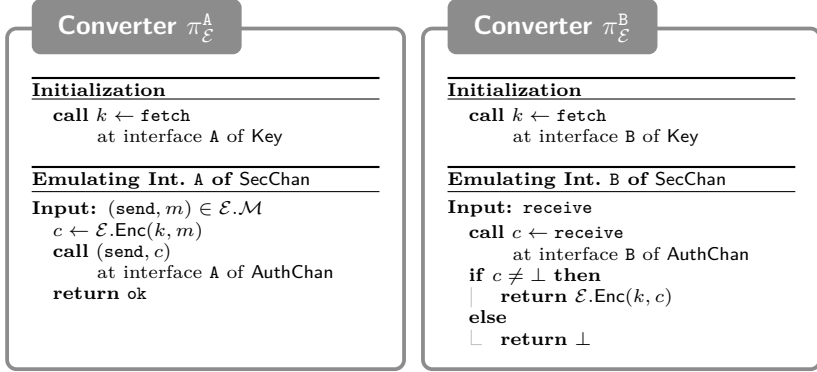 Converter π_ℰ^A
Initialization
call k ← fetch
at interface A of Key
Emulating Int. A of SecChan
Input: (send, m) ∈ ℰ.ℳ
c ← ℰ.Enc(k, m)
call (send, c)
at interface A of AuthChan
return ok
Converter π_ℰ^B
Initialization
call k ← fetch
at interface B of Key
Emulating Int. B of SecChan
Input: receive
call c ← receive
at interface B of AuthChan
if c ≠ ⊥ then
return ℰ.Enc(k, c)
else
return ⊥